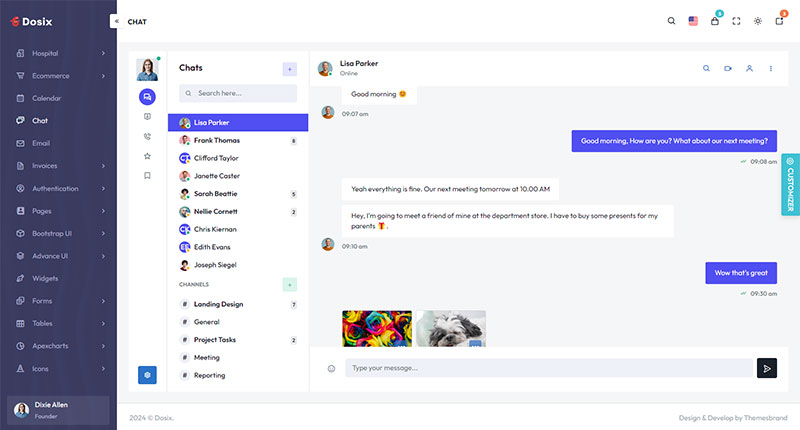 Dosix
«
CHAT
5
3
Hospital
Ecommerce
Calendar
Chat
Email
Invoices
Authentication
Pages
Bootstrap UI
Advance UI
Widgets
Forms
Tables
Apexcharts
Icons
Dixie Allen
Founder
Chats
+
Search here...
Lisa Parker
Frank Thomas 8
CT Clifford Taylor
Janette Caster
Sarah Beattie 5
Nellie Cornett 2
CK Chris Kiernan
EE Edith Evans
Joseph Siegel
CHANNELS +
# Landing Design 7
# General
# Project Tasks 2
# Meeting
# Reporting
Lisa Parker
Online
Good morning 😊
09:07 am
Good morning, How are you? What about our next meeting?
09:08 am
Yeah everything is fine. Our next meeting tomorrow at 10.00 AM
Hey, I'm going to meet a friend of mine at the department store. I have to buy some presents for my
parents 🎁.
09:10 am
Wow that's great
09:30 am
Type your message...
CUSTOMIZER
2024 © Dosix.
Design & Develop by Themesbrand